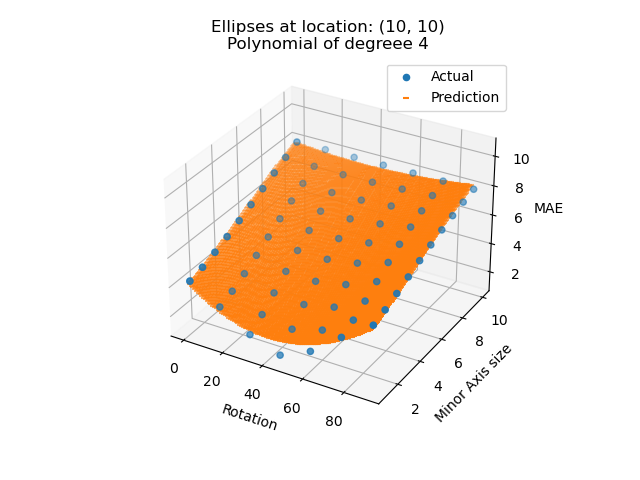 Ellipses at location: (10, 10)
Polynomial of degreee 4
Actual
Prediction
10
8
6
4
2
MAE
10
8
6
4
2
Minor Axis size
0
20
40
60
80
Rotation